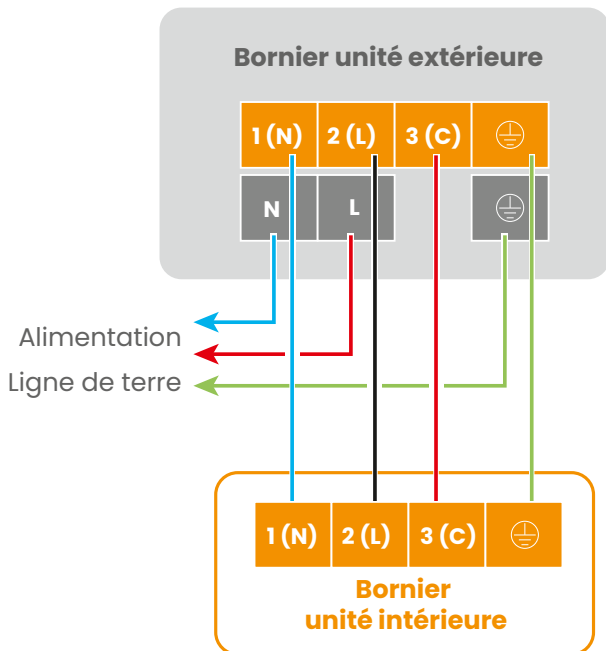 Bornier unité extérieure
1 (N) 2 (L) 3 (C)
N L
Alimentation
Ligne de terre
1 (N) 2 (L) 3 (C)
Bornier
unité intérieure